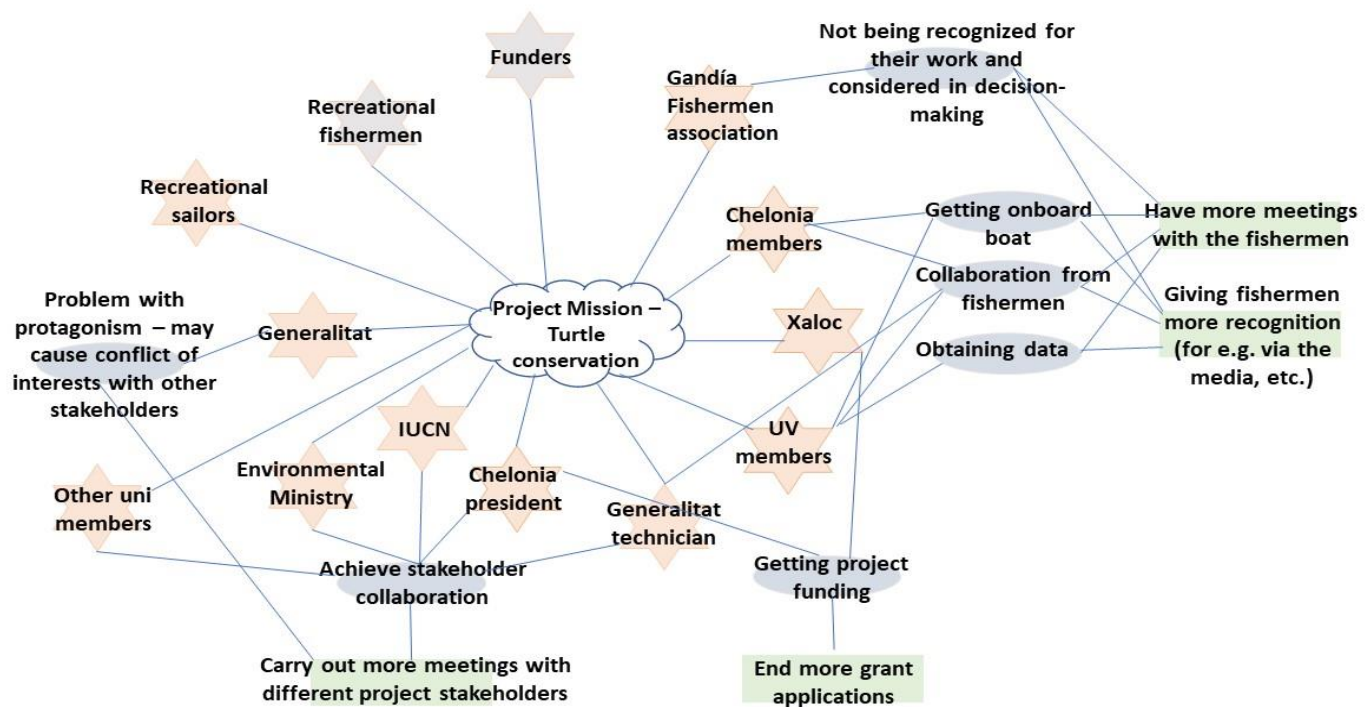 Funders
Not being recognized for
their work and
considered in decision-
making
Gandía
Fishermen
association
Recreational
fishermen
Recreational
sailors
Chelonia
members
Getting onboard
boat
Have more meetings
with the fishermen
Collaboration from
fishermen
Problem with
protagonism – may
cause conflict of
interests with other
stakeholders
Generalitat
Project Mission –
Turtle
conservation
Xaloc
Giving fishermen
more recognition
(for e.g. via the
media, etc.)
Obtaining data
IUCN
UV
members
Other uni
members
Environmental
Ministry
Chelonia
president
Generalitat
technician
Achieve stakeholder
collaboration
Getting project
funding
Carry out more meetings with
different project stakeholders
End more grant
applications